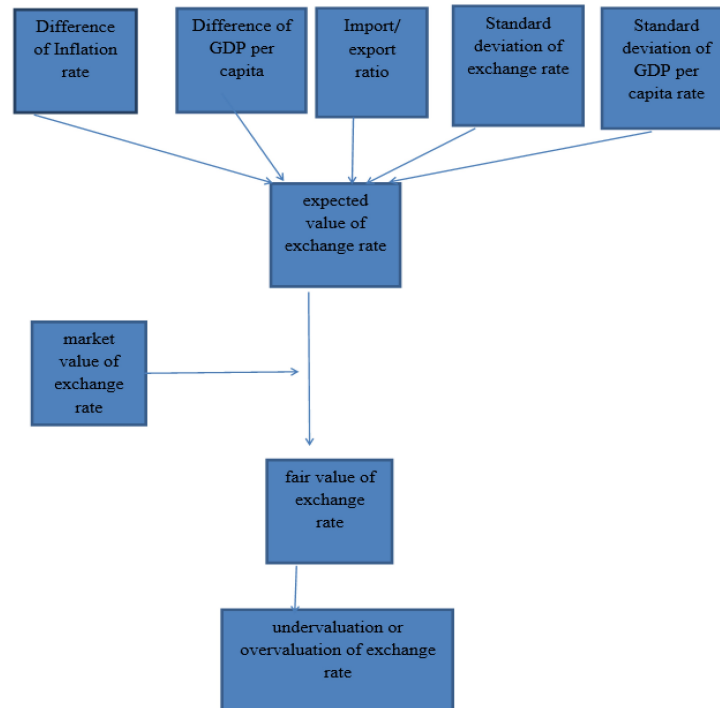 Difference
of Inflation
rate
Difference of
GDP per
capita
Import/
export
ratio
Standard
deviation of
exchange rate
Standard
deviation of
GDP per
capita rate
expected
value of
exchange rate
market
value of
exchange
rate
fair value of
exchange
rate
undervaluation or
overvaluation of exchange
rate